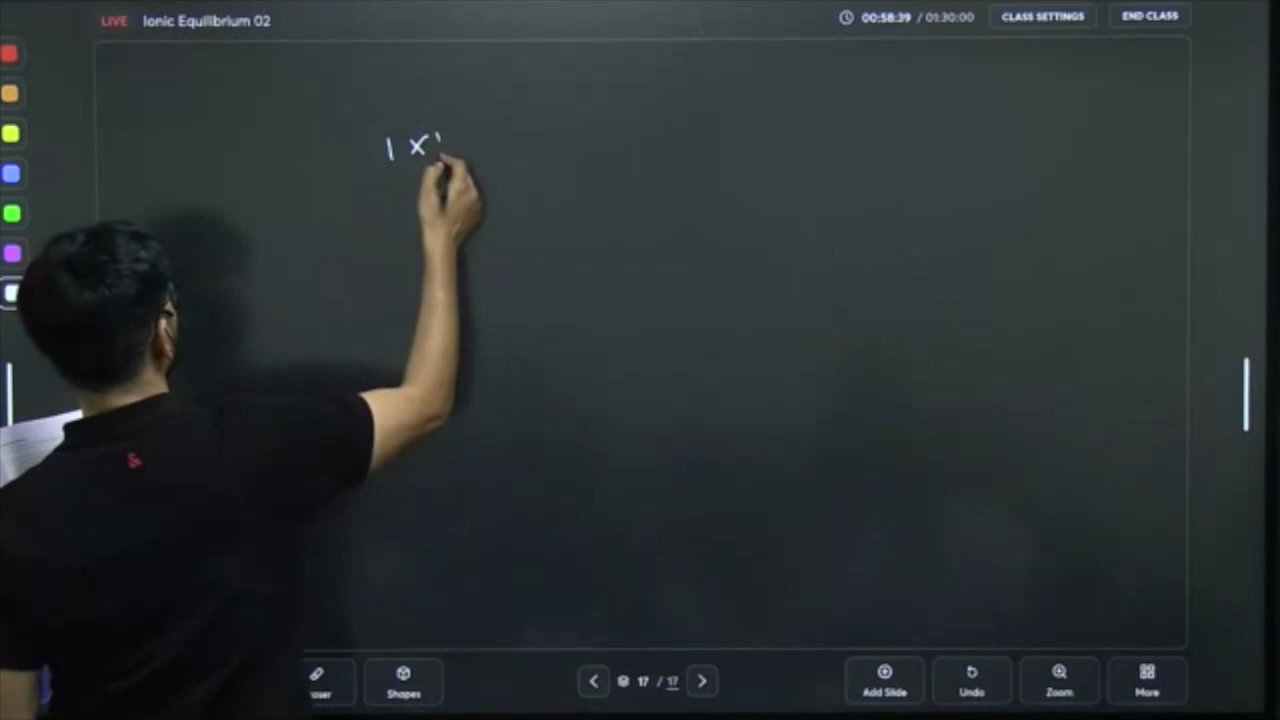 LIVE Ionic Equilibrium 02 00:58:39 / 01:30:00 CLASS SETTINGS END CLASS
1 x
Shapes 17 / 17 Add Slide Undo Zoom More